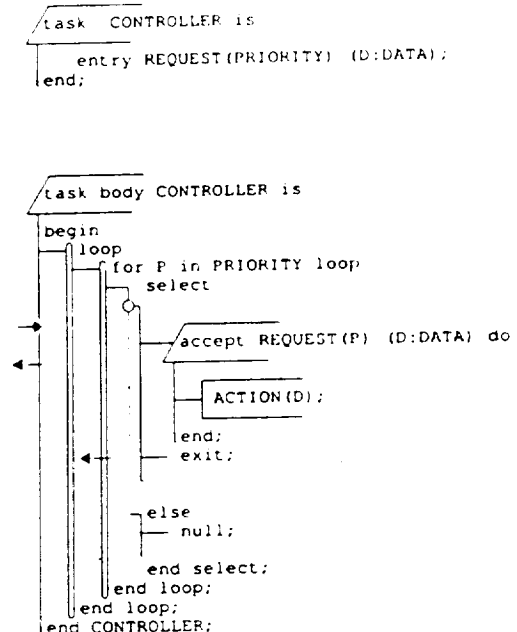 task CONTROLLER is
entry REQUEST(PRIORITY) (D:DATA);
end;
task body CONTROLLER is
begin
loop
for P in PRIORITY loop
select
accept REQUEST(P) (D:DATA) do
ACTION(D);
end;
exit;
else
null;
end select;
end loop;
end loop;
end CONTROLLER;